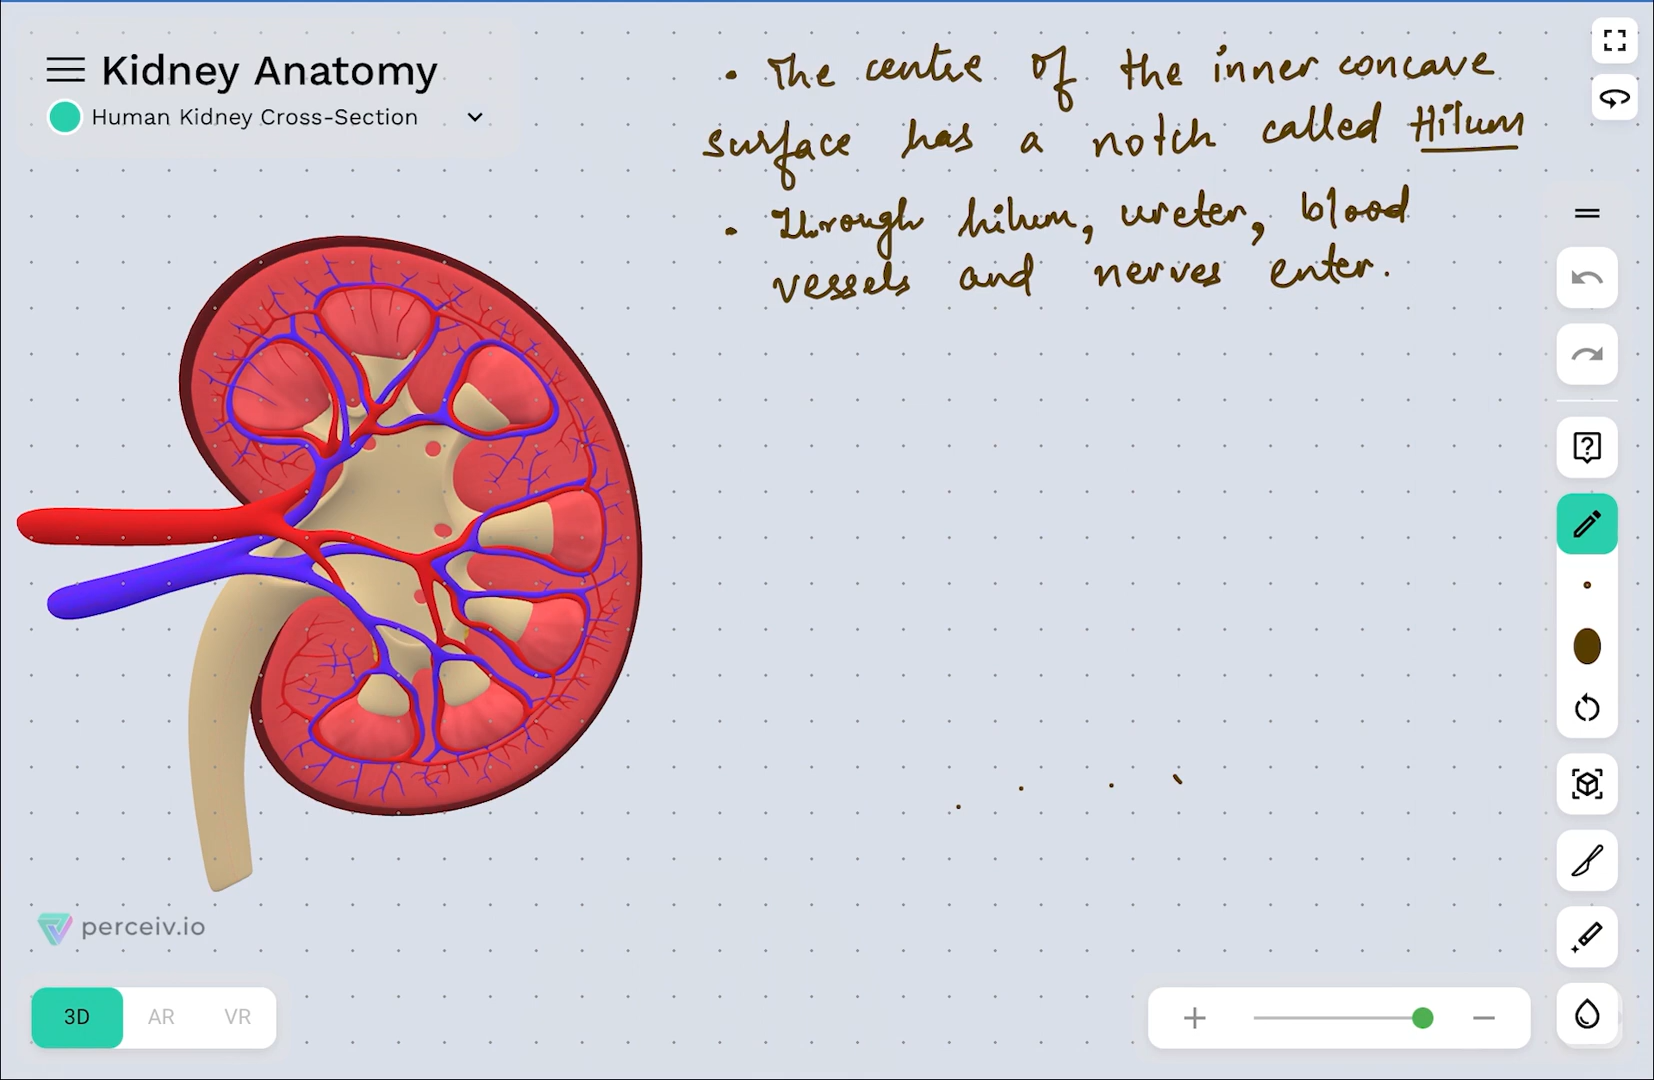 Kidney Anatomy
Human Kidney Cross-Section
• The centre of the inner concave
surface has a notch called Hilum
• Through hilum, ureter, blood
vessels and nerves enter.
perceiv.io
3D AR VR